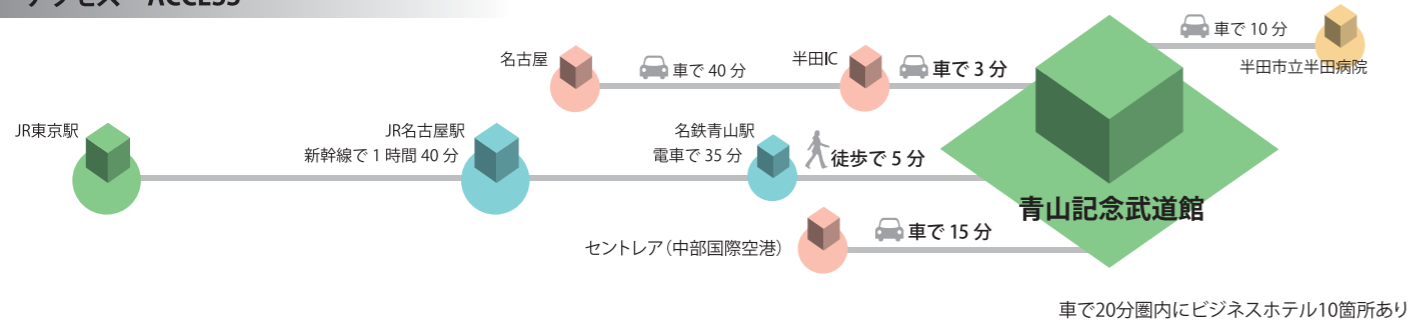 アクセス ACCESS
名古屋
車で 40 分
半田IC
車で 3 分
車で 10 分
半田市立半田病院
JR東京駅
JR名古屋駅
新幹線で 1 時間 40 分
名鉄青山駅
電車で 35 分
徒歩で 5 分
青山記念武道館
セントレア（中部国際空港）
車で 15 分
車で20分圏内にビジネスホテル10箇所あり